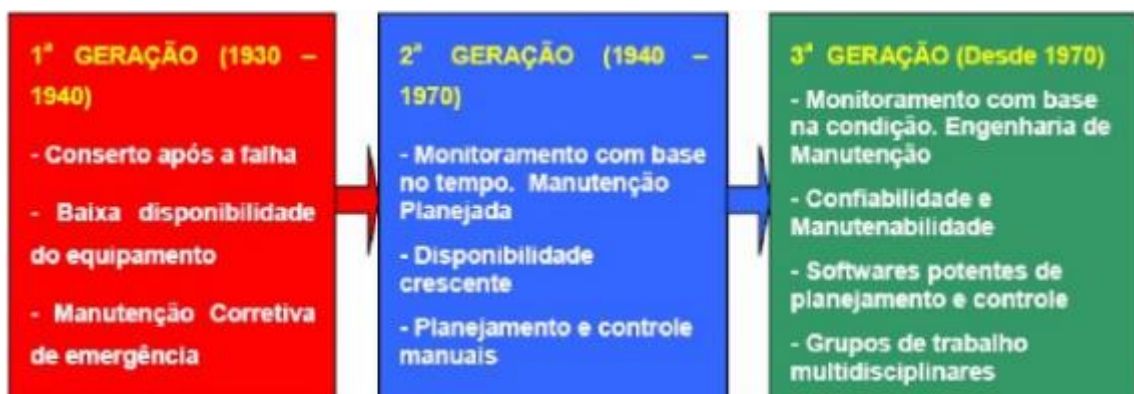 1ª GERAÇÃO (1930 –
1940)
- Conserto após a falha
- Baixa disponibilidade
do equipamento
- Manutenção Corretiva
de emergência
2ª GERAÇÃO (1940 –
1970)
- Monitoramento com base
no tempo. Manutenção
Planejada
- Disponibilidade
crescente
- Planejamento e controle
manuais
3ª GERAÇÃO (Desde 1970)
- Monitoramento com base
na condição. Engenharia de
Manutenção
- Confiabilidade e
Manutenabilidade
- Softwares potentes de
planejamento e controle
- Grupos de trabalho
multidisciplinares